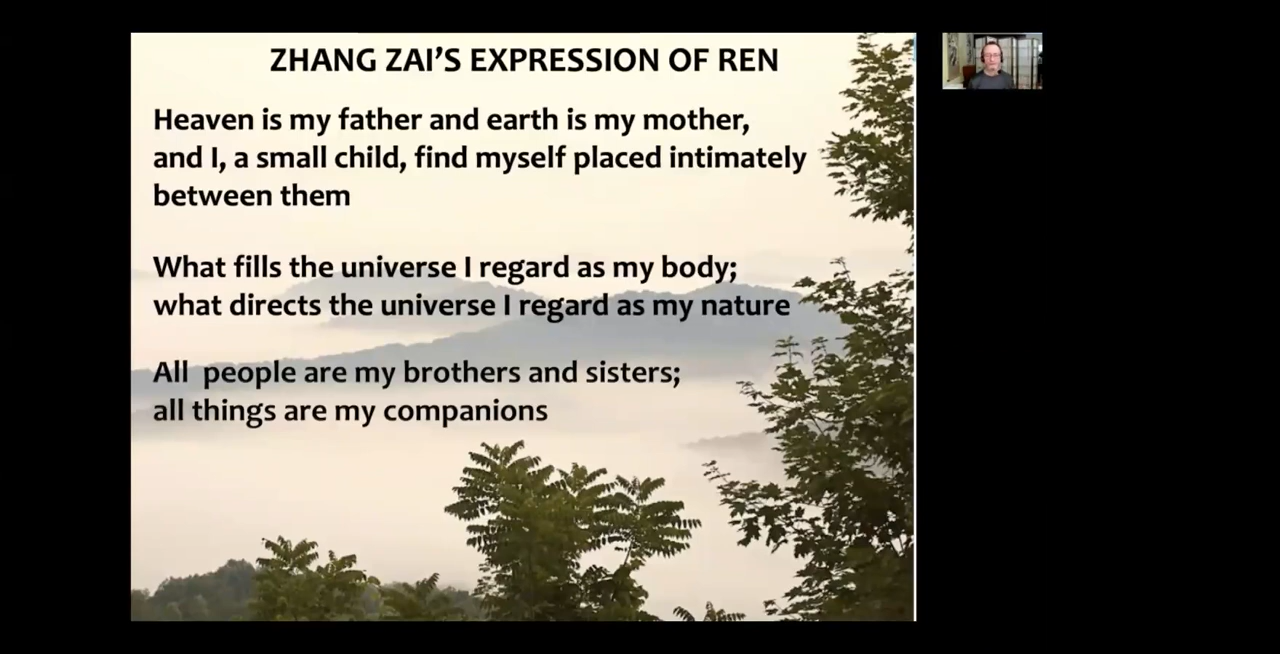 ZHANG ZAI’S EXPRESSION OF REN
Heaven is my father and earth is my mother,
and I, a small child, find myself placed intimately
between them
What fills the universe I regard as my body;
what directs the universe I regard as my nature
All  people are my brothers and sisters;
all things are my companions